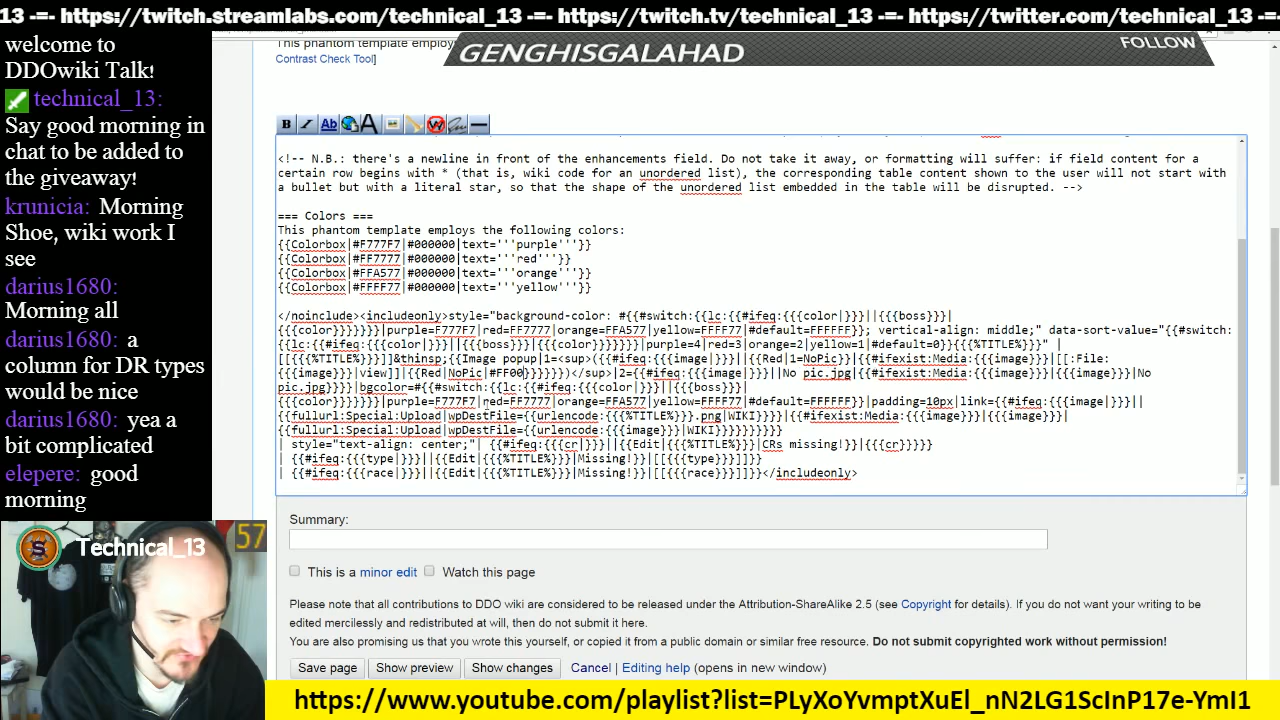 13 -=- https://twitch.streamlabs.com/technical_13 -=- https://twitch.tv/technical_13 -=- https://twitter.com/technical_13 -=-
welcome to
DDOwiki Talk!
technical_13:
Say good morning in
chat to be added to
the giveaway!
krunicia: Morning
Shoe, wiki work I
see
darius1680:
Morning all
darius1680: a
column for DR types
would be nice
darius1680: yea a
bit complicated
elepere: good
morning
Technical_13
57
This phantom template employ
Contrast Check Tool]
GENGHISGALAHAD
FOLLOW
B I Ab A W
<!-- N.B.: there's a newline in front of the enhancements field. Do not take it away, or formatting will suffer: if field content for a
certain row begins with * (that is, wiki code for an unordered list), the corresponding table content shown to the user will not start with
a bullet but with a literal star, so that the shape of the unordered list embedded in the table will be disrupted. -->
=== Colors ===
This phantom template employs the following colors:
{{Colorbox|#F777F7|#000000|text='''purple'''}}
{{Colorbox|#FF7777|#000000|text='''red'''}}
{{Colorbox|#FFA577|#000000|text='''orange'''}}
{{Colorbox|#FFFF77|#000000|text='''yellow'''}}
</noinclude><includeonly>style="background-color: #{{#switch:{{lc:{{#ifeq:{{{color|}}}||{{{boss}}}|
{{{color}}}}}}}|purple=F777F7|red=FF7777|orange=FFA577|yellow=FFFF77|#default=FFFFFF}}; vertical-align: middle;" data-sort-value="{{#switch:
{{lc:{{#ifeq:{{{color|}}}||{{{boss}}}|{{{color}}}}}}}|purple=4|red=3|orange=2|yellow=1|#default=0}}{{{%TITLE%}}}" |
[[{{{%TITLE%}}}]]&thinsp;{{Image popup|1=<sup>({{#ifeq:{{{image|}}}||{{Red|1=NoPic}}|{{#ifexist:Media:{{{image}}}|[[:File:
{{{image}}}|view]]|{{Red|NoPic|#FF00}}}}}})</sup>|2={{#ifeq:{{{image|}}}||No pic.jpg|{{#ifexist:Media:{{{image}}}|{{{image}}}|No
pic.jpg}}}}|bgcolor=#{{#switch:{{lc:{{#ifeq:{{{color|}}}||{{{boss}}}|
{{{color}}}}}}}|purple=F777F7|red=FF7777|orange=FFA577|yellow=FFFF77|#default=FFFFFF}}|padding=10px|link={{#ifeq:{{{image|}}}||
{{fullurl:Special:Upload|wpDestFile={{urlencode:{{{%TITLE%}}}.png|WIKI}}}}|{{#ifexist:Media:{{{image}}}|{{{image}}}|
{{fullurl:Special:Upload|wpDestFile={{urlencode:{{{image}}}|WIKI}}}}}}}}}}
| style="text-align: center;"| {{#ifeq:{{{cr|}}}||{{Edit|{{{%TITLE%}}}|CRs missing!}}|{{{cr}}}}}
| {{#ifeq:{{{type|}}}||{{Edit|{{{%TITLE%}}}|Missing!}}|[[{{{type}}}]]}}
| {{#ifeq:{{{race|}}}||{{Edit|{{{%TITLE%}}}|Missing!}}|[[{{{race}}}]]}}</includeonly>
Summary:
This is a minor edit Watch this page
Please note that all contributions to DDO wiki are considered to be released under the Attribution-ShareAlike 2.5 (see Copyright for details). If you do not want your writing to be
edited mercilessly and redistributed at will, then do not submit it here.
You are also promising us that you wrote this yourself, or copied it from a public domain or similar free resource. Do not submit copyrighted work without permission!
Save page Show preview Show changes Cancel | Editing help (opens in new window)
https://www.youtube.com/playlist?list=PLyXoYvmptXuEl_nN2LG1ScInP17e-YmI1